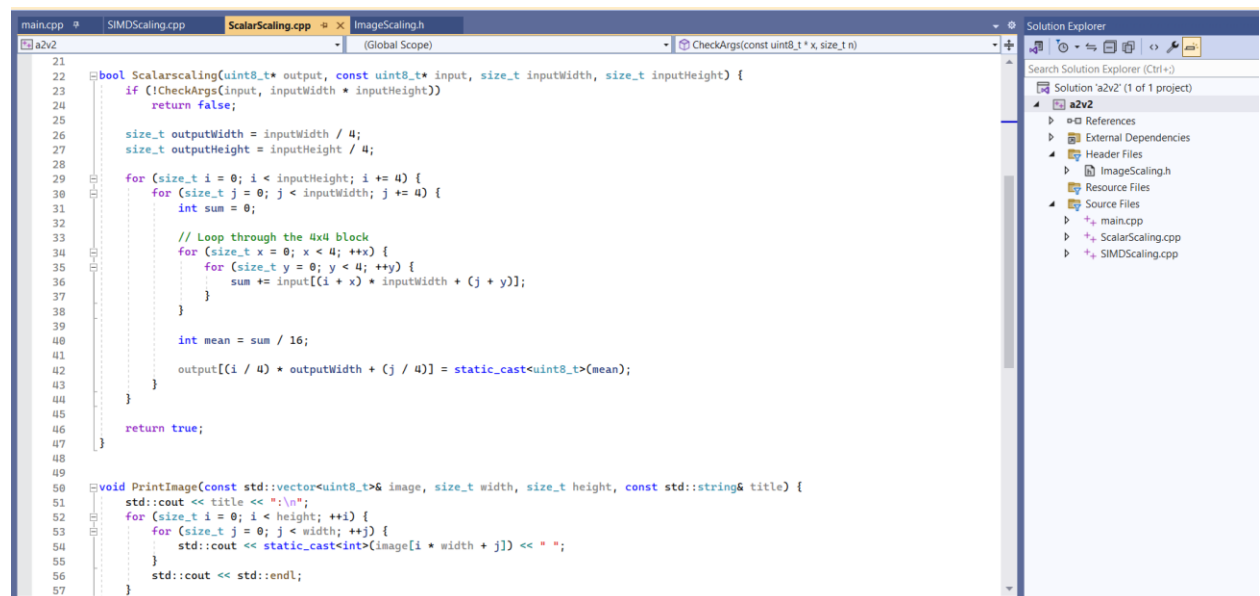 main.cpp SIMDScaling.cpp ScalarScaling.cpp ImageScaling.h
a2v2 (Global Scope) CheckArgs(const uint8_t * x, size_t n)
21
22 bool Scalarscaling(uint8_t* output, const uint8_t* input, size_t inputWidth, size_t inputHeight) {
23 if (!CheckArgs(input, inputWidth * inputHeight))
24 return false;
25
26 size_t outputWidth = inputWidth / 4;
27 size_t outputHeight = inputHeight / 4;
28
29 for (size_t i = 0; i < inputHeight; i += 4) {
30 for (size_t j = 0; j < inputWidth; j += 4) {
31 int sum = 0;
32
33 // Loop through the 4x4 block
34 for (size_t x = 0; x < 4; ++x) {
35 for (size_t y = 0; y < 4; ++y) {
36 sum += input[(i + x) * inputWidth + (j + y)];
37 }
38 }
39
40 int mean = sum / 16;
41
42 output[(i / 4) * outputWidth + (j / 4)] = static_cast<uint8_t>(mean);
43 }
44 }
45
46 return true;
47 }
48
49
50 void PrintImage(const std::vector<uint8_t>& image, size_t width, size_t height, const std::string& title) {
51 std::cout << title << ":\n";
52 for (size_t i = 0; i < height; ++i) {
53 for (size_t j = 0; j < width; ++j) {
54 std::cout << static_cast<int>(image[i * width + j]) << " ";
55 }
56 std::cout << std::endl;
57 }
Solution Explorer
Search Solution Explorer (Ctrl+;)
Solution 'a2v2' (1 of 1 project)
a2v2
References
External Dependencies
Header Files
ImageScaling.h
Resource Files
Source Files
main.cpp
ScalarScaling.cpp
SIMDScaling.cpp